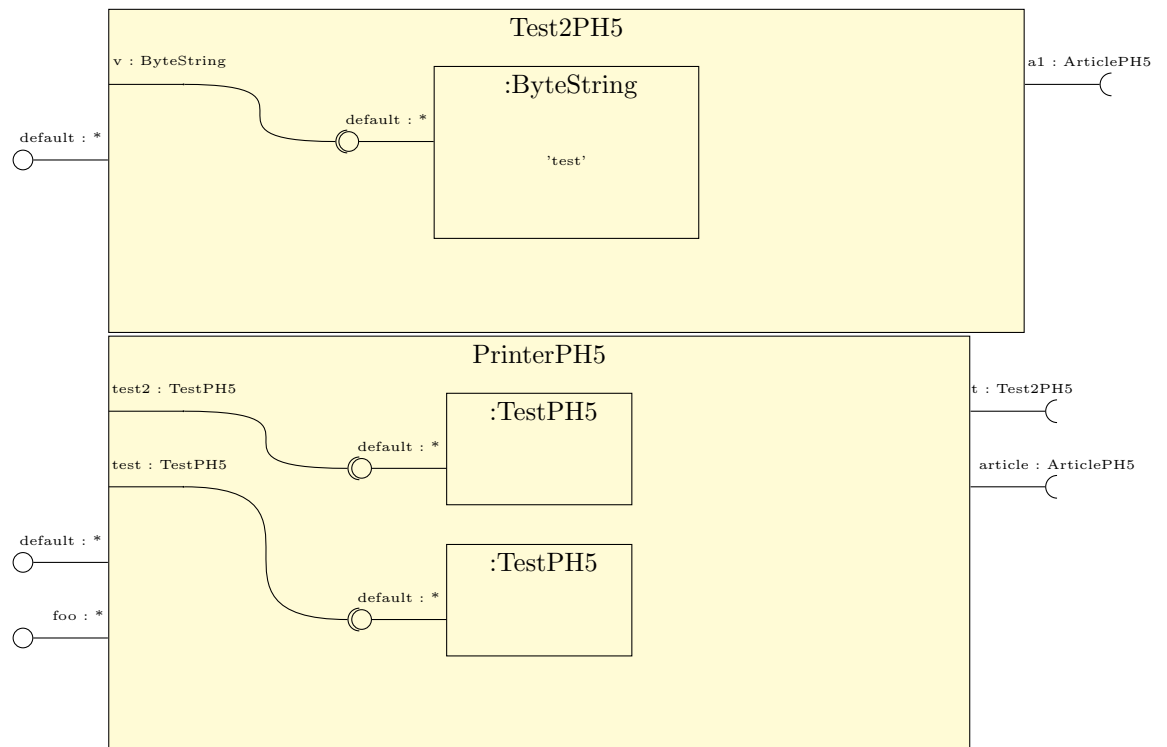 Test2PH5
v : ByteString
a1 : ArticlePH5
:ByteString
default : *
default : *
'test'
PrinterPH5
test2 : TestPH5
t : Test2PH5
:TestPH5
default : *
test : TestPH5
article : ArticlePH5
default : *
:TestPH5
default : *
foo : *